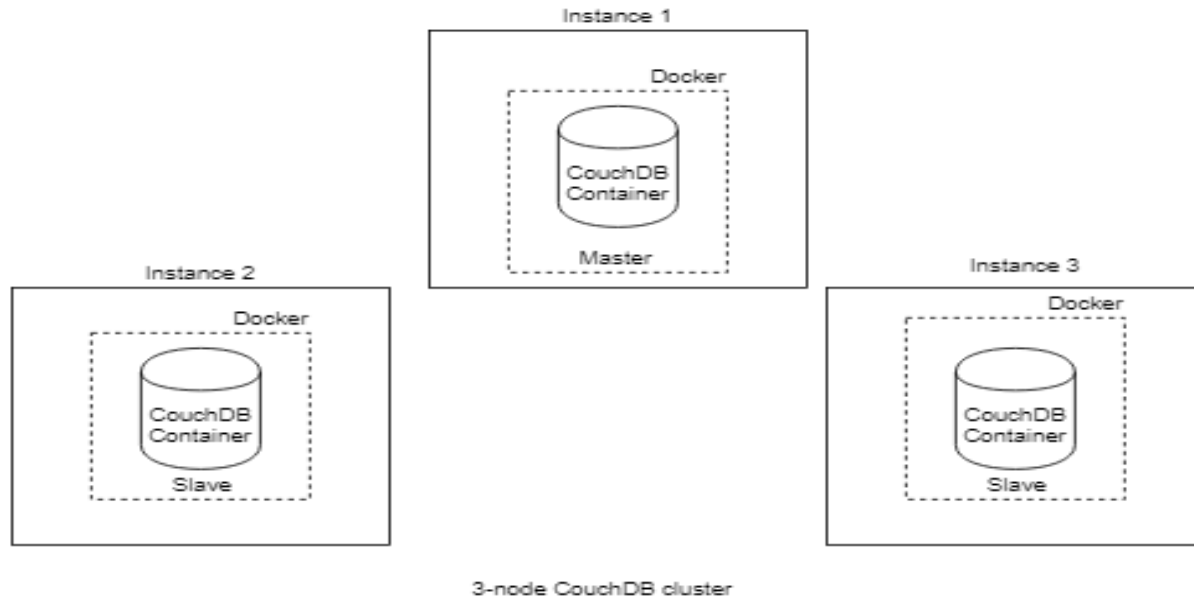 Instance 1
Docker
CouchDB
Container
Master
Instance 2
Docker
CouchDB
Container
Slave
Instance 3
Docker
CouchDB
Container
Slave
3-node CouchDB cluster